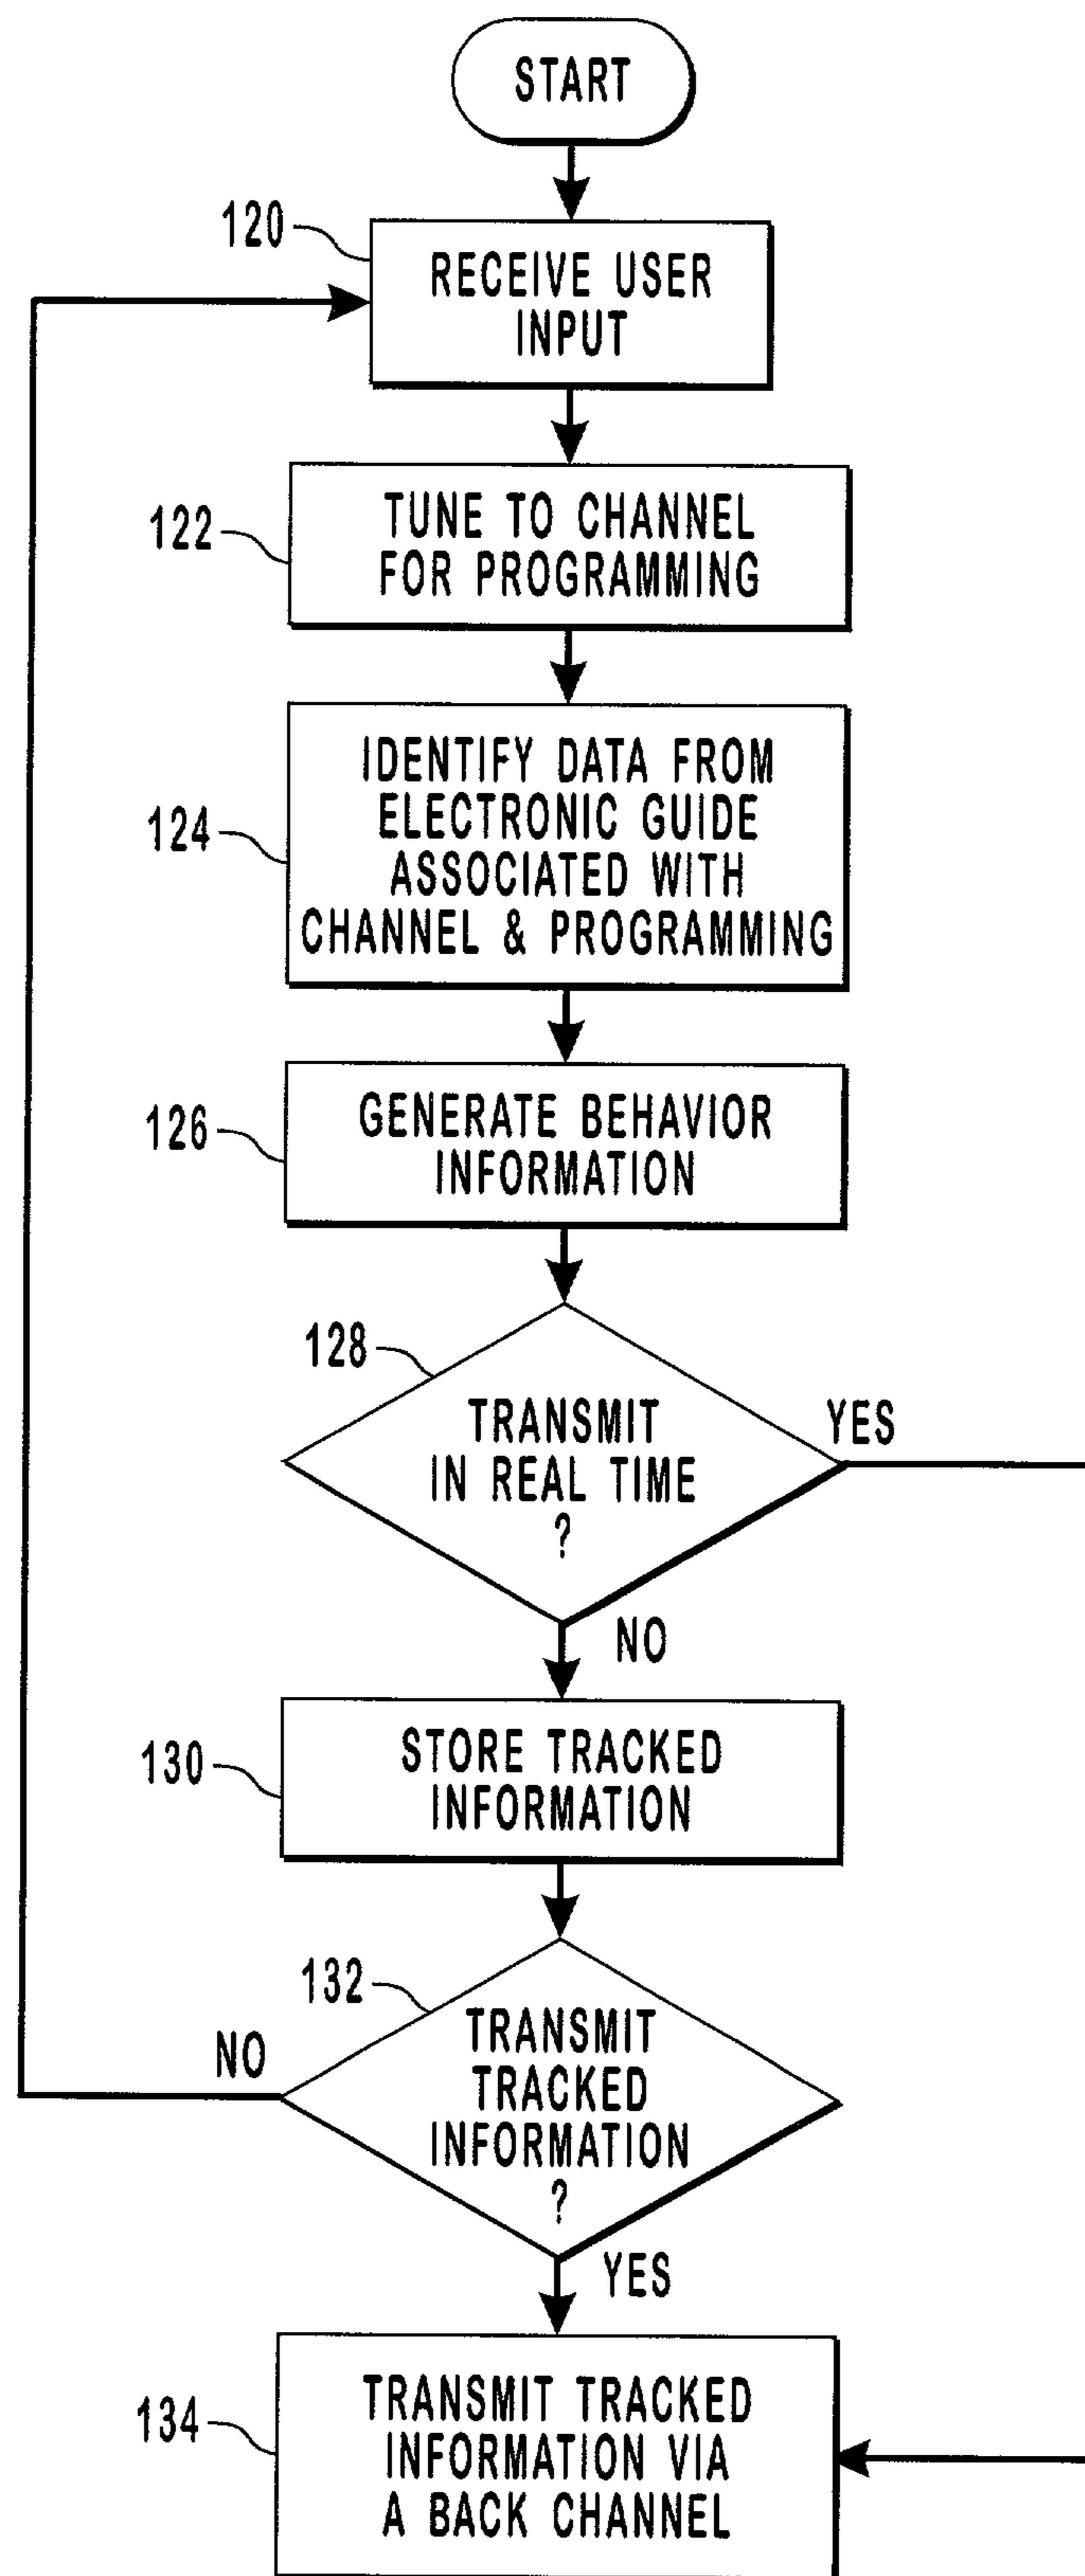 START
120
RECEIVE USER
INPUT
122
TUNE TO CHANNEL
FOR PROGRAMMING
124
IDENTIFY DATA FROM
ELECTRONIC GUIDE
ASSOCIATED WITH
CHANNEL & PROGRAMMING
126
GENERATE BEHAVIOR
INFORMATION
128
TRANSMIT
IN REAL TIME
?
YES
NO
130
STORE TRACKED
INFORMATION
132
TRANSMIT
TRACKED
INFORMATION
?
NO
YES
134
TRANSMIT TRACKED
INFORMATION VIA
A BACK CHANNEL